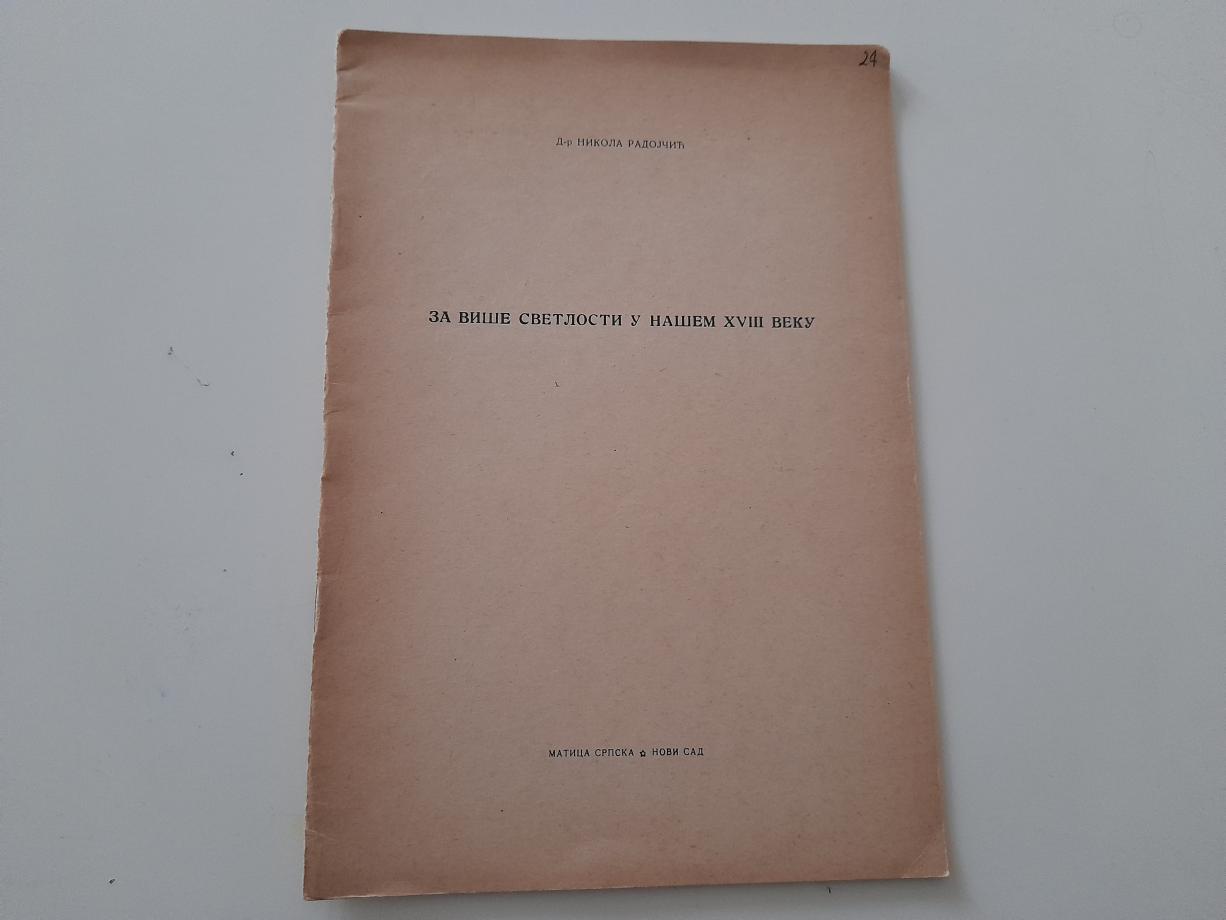 24
Д-р НИКОЛА РАДОЈЧИЋ
ЗА ВИШЕ СВЕТЛОСТИ У НАШЕМ XVIII ВЕКУ
МАТИЦА СРПСКА ✿ НОВИ САД